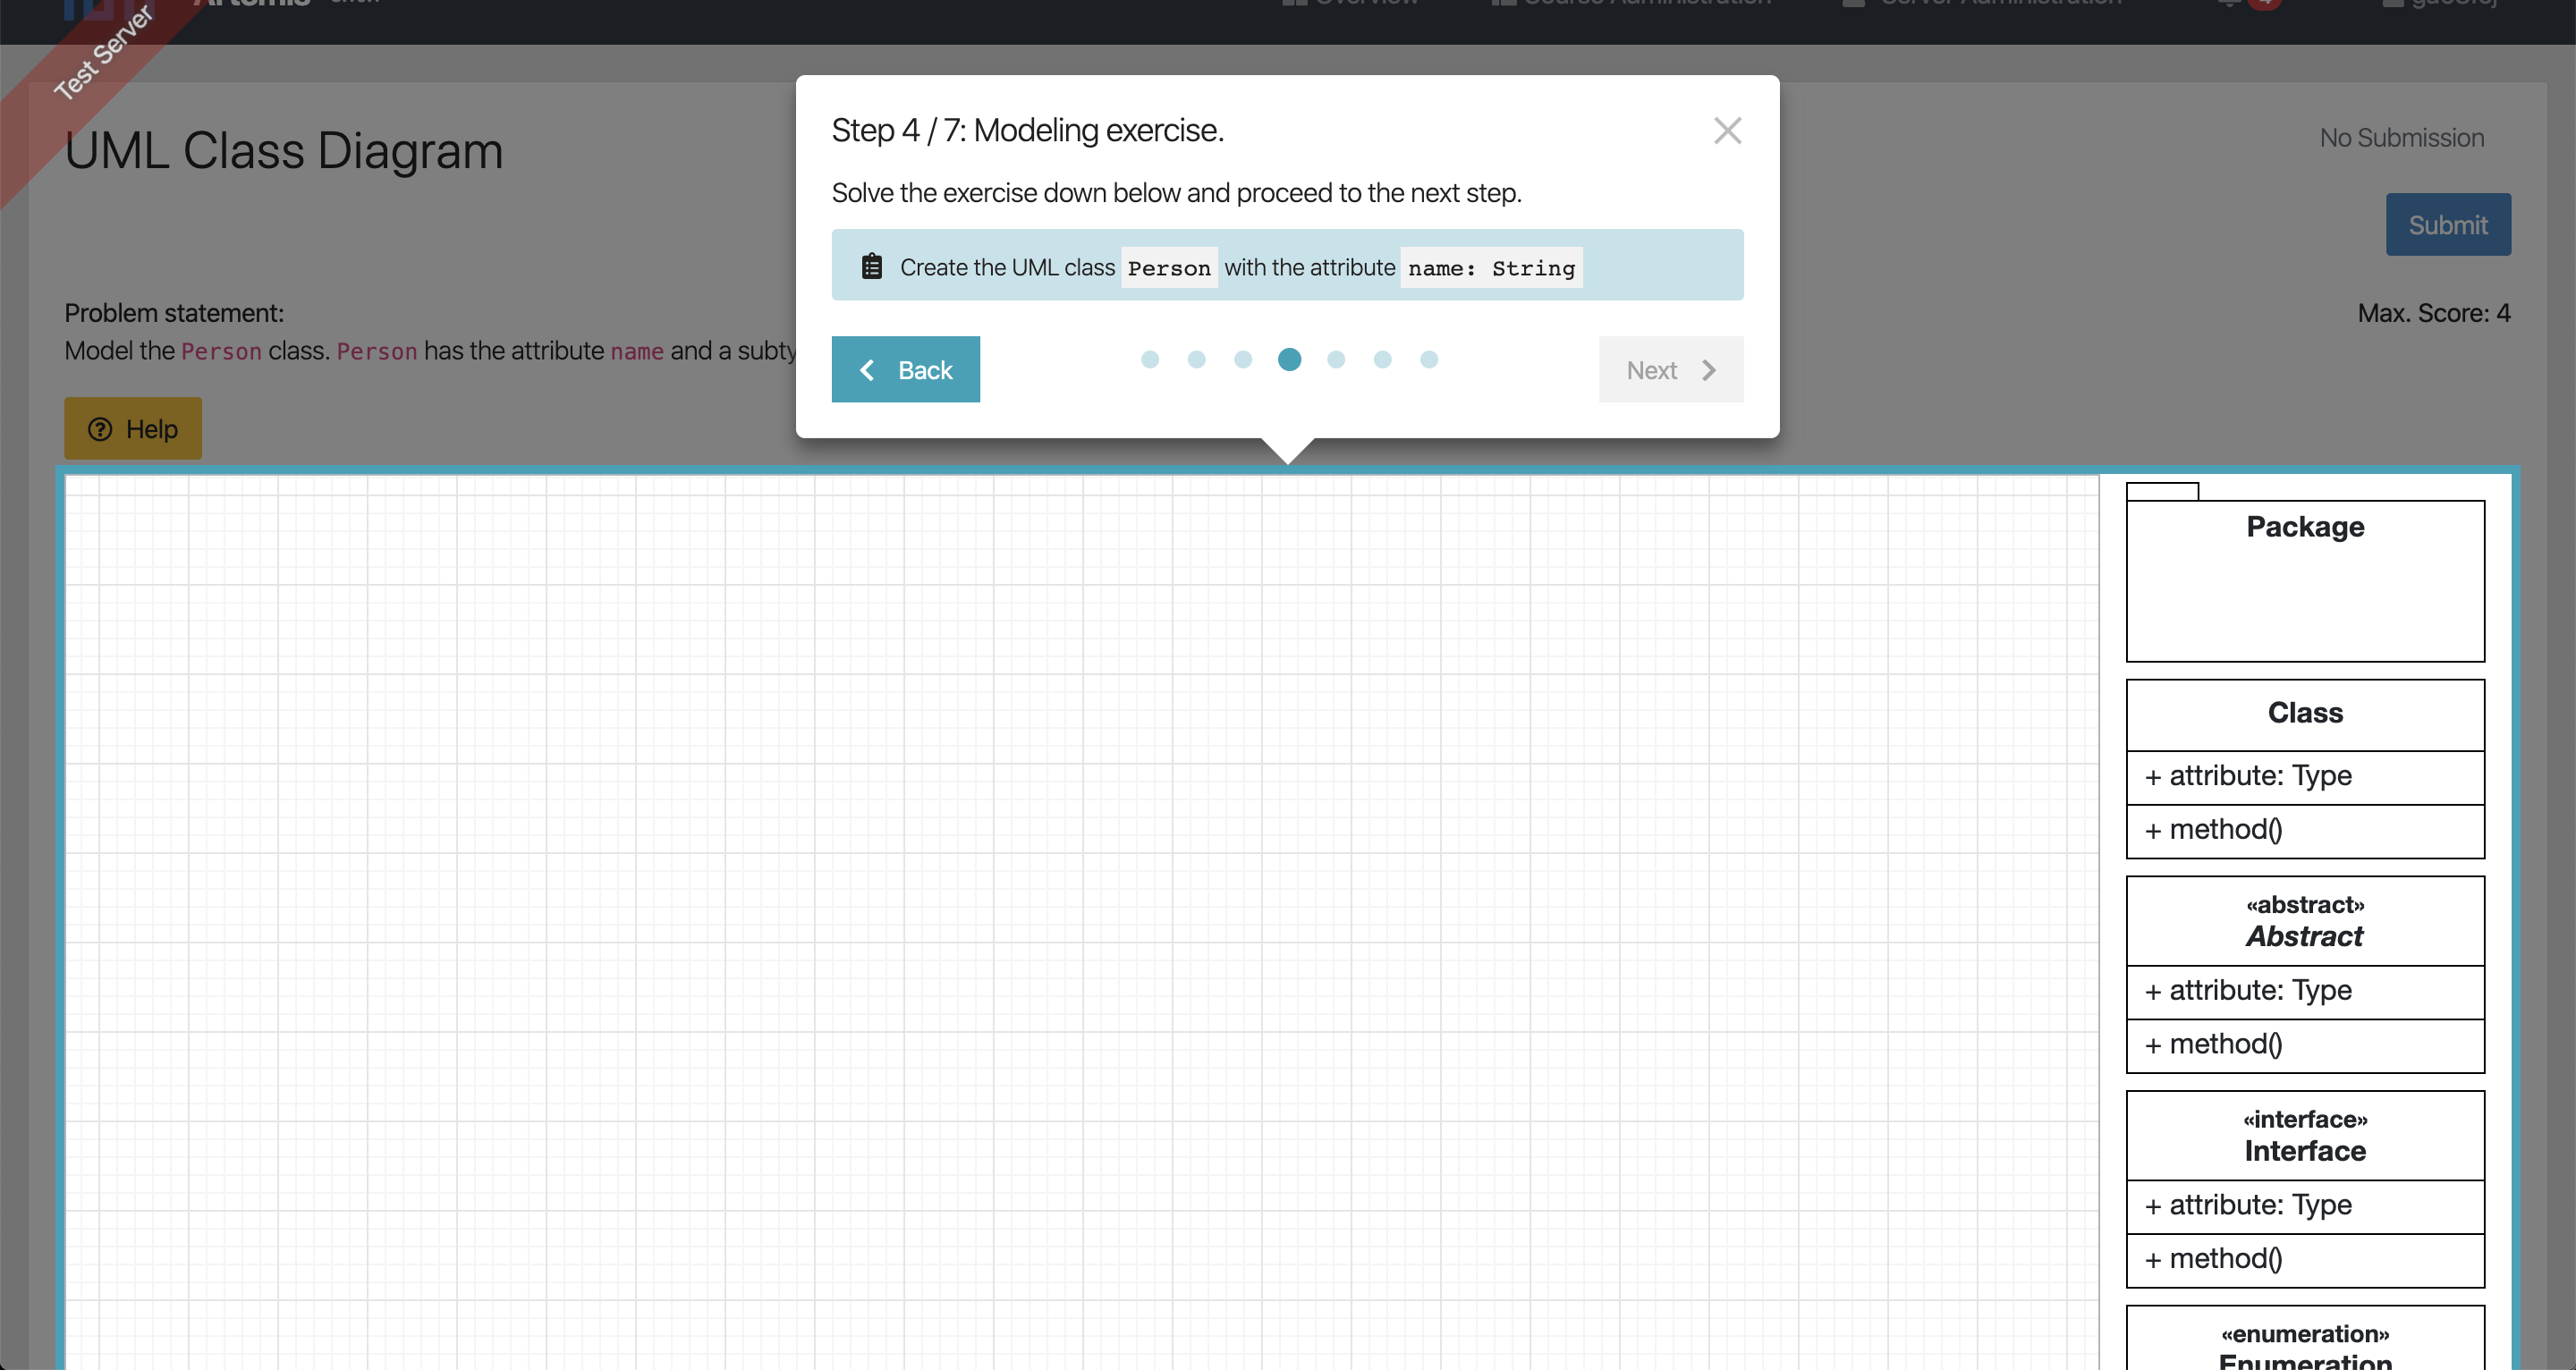 Test Server
UML Class Diagram
No Submission
Submit
Problem statement:
Max. Score: 4
Model the Person class. Person has the attribute name and a
Help
Step 4 / 7: Modeling exercise.
Solve the exercise down below and proceed to the next step.
Create the UML class Person with the attribute name: String
Back
Next
Package
Class
+ attribute: Type
+ method()
«abstract»
Abstract
+ attribute: Type
+ method()
«interface»
Interface
+ attribute: Type
+ method()
«enumeration»
Enumeration